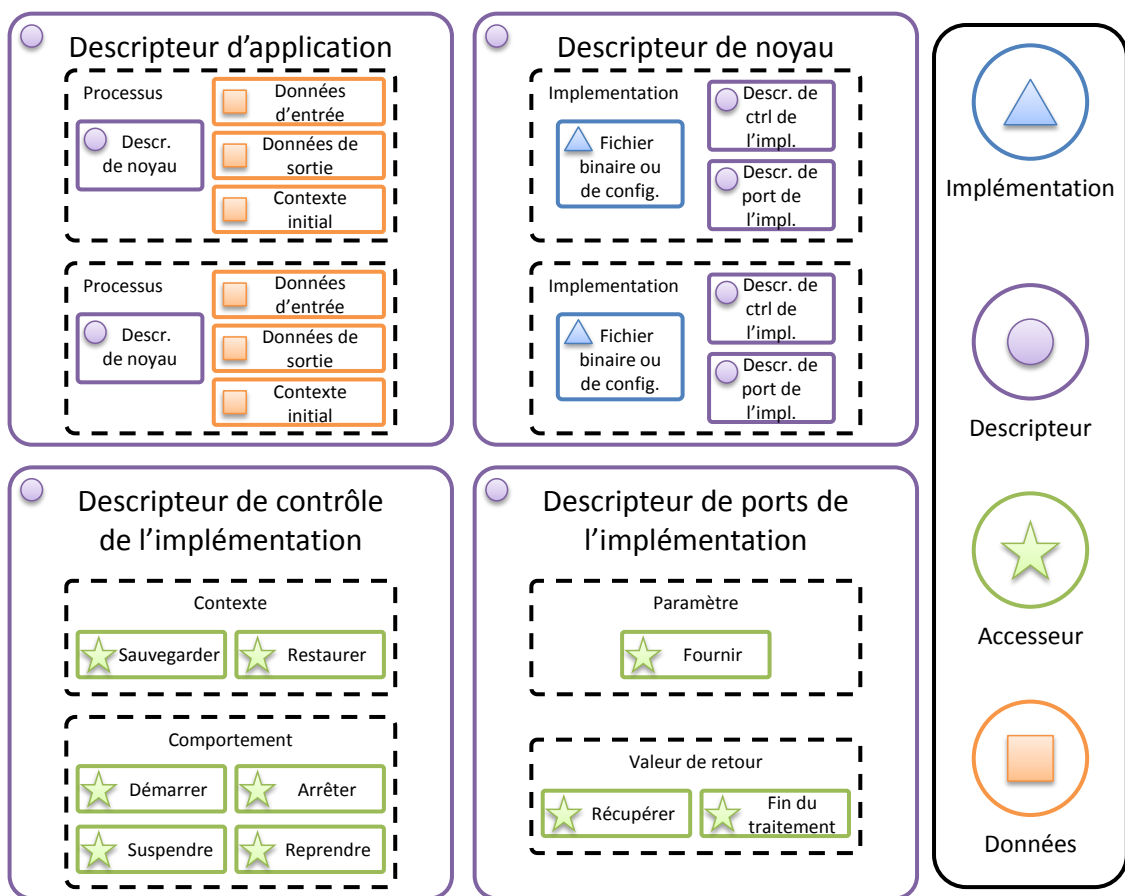 Descripteur d'application
Processus
Descr.
de noyau
Données
d'entrée
Données de
sortie
Contexte
initial
Processus
Descr.
de noyau
Données
d'entrée
Données de
sortie
Contexte
initial
Descripteur de noyau
Implementation
Fichier
binaire ou
de config.
Descr. de
ctrl de
l'impl.
Descr. de
port de
l'impl.
Implementation
Fichier
binaire ou
de config.
Descr. de
ctrl de
l'impl.
Descr. de
port de
l'impl.
Descripteur de contrôle
de l'implémentation
Contexte
Sauvegarder
Restaurer
Comportement
Démarrer
Arrêter
Suspendre
Reprendre
Descripteur de ports de
l'implémentation
Paramètre
Fournir
Valeur de retour
Récupérer
Fin du
traitement
Implémentation
Descripteur
Accesseur
Données